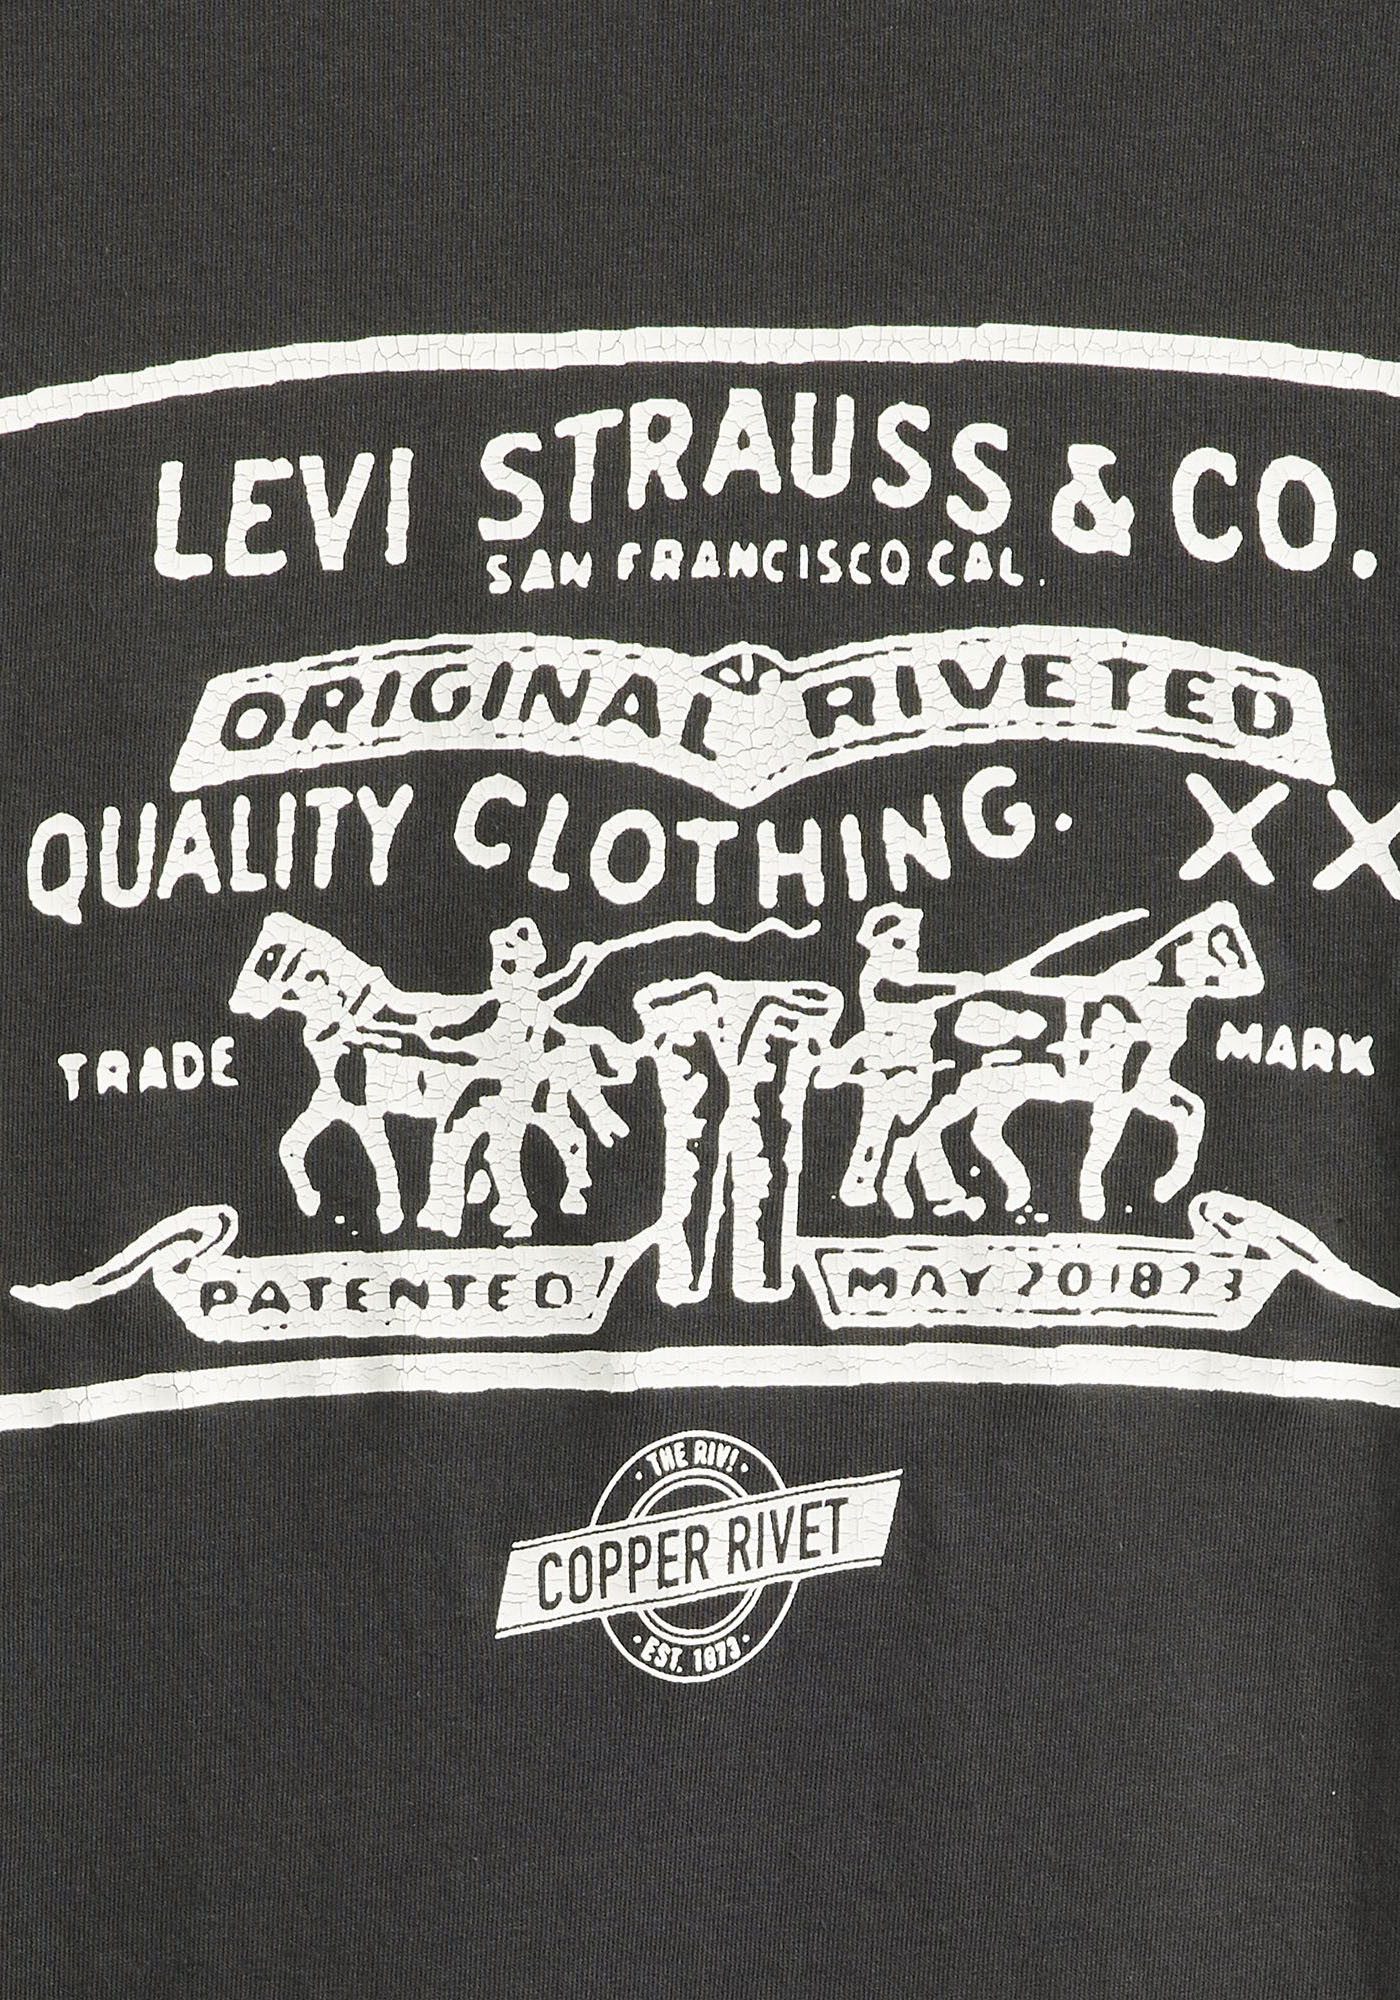 LEVI STRAUSS & CO.
SAN FRANCISCO CAL.
ORIGINAL RIVETED
QUALITY CLOTHING. XX
TRADE MARK
PATENTED MAY 20 1873
· THE RIV! ·
COPPER RIVET
· EST. 1873 ·